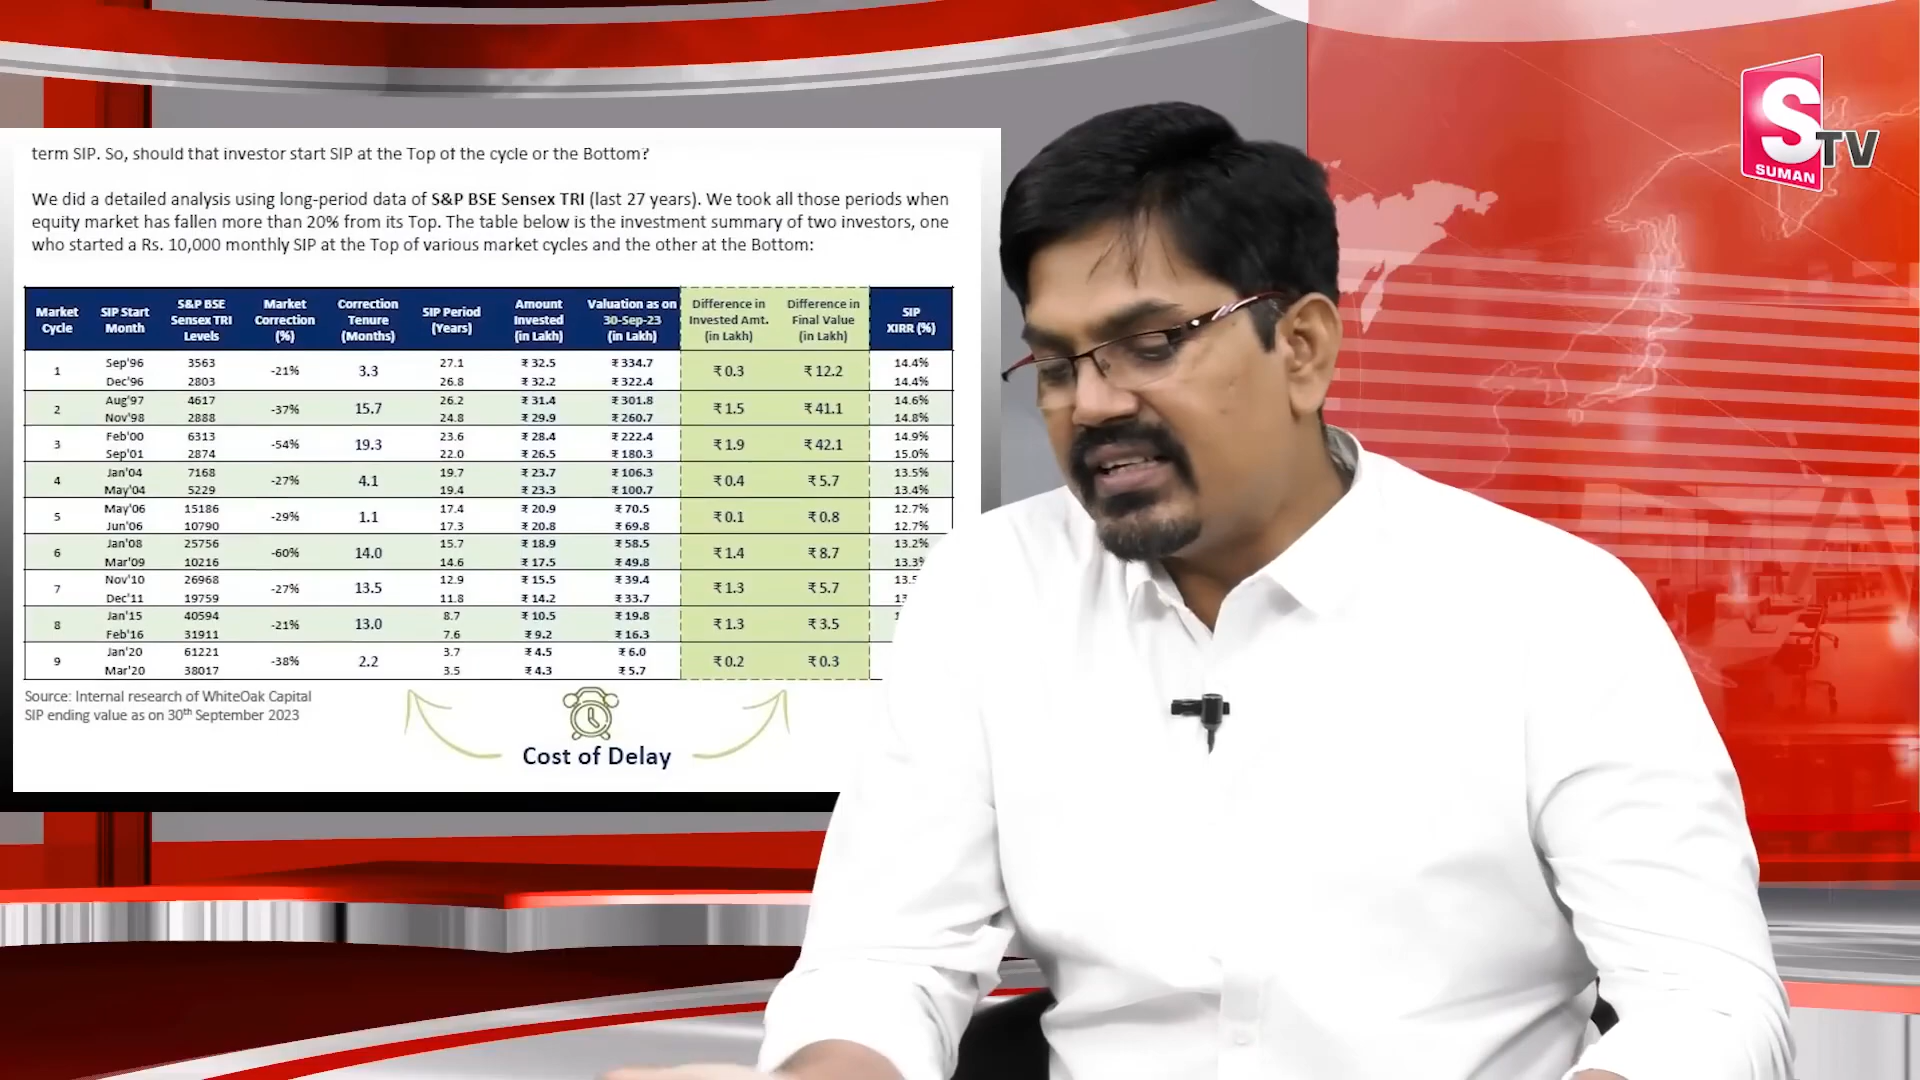 term SIP. So, should that investor start SIP at the Top of the cycle or the Bottom?
We did a detailed analysis using long-period data of S&P BSE Sensex TRI (last 27 years). We took all those periods when
equity market has fallen more than 20% from its Top. The table below is the investment summary of two investors, one
who started a Rs. 10,000 monthly SIP at the Top of various market cycles and the other at the Bottom:
Market Cycle SIP Start Month S&P BSE Sensex TRI Levels Market Correction (%) Correction Tenure (Months) SIP Period (Years) Amount Invested (in Lakh) Valuation as on 30-Sep-23 (in Lakh) Difference in Invested Amt. (in Lakh) Difference in Final Value (in Lakh) SIP XIRR (%)
1 Sep'96 3563 -21% 3.3 27.1 ₹ 32.5 ₹ 334.7 ₹ 0.3 ₹ 12.2 14.4%
Dec'96 2803 26.8 ₹ 32.2 ₹ 322.4 14.4%
2 Aug'97 4617 -37% 15.7 26.2 ₹ 31.4 ₹ 301.8 ₹ 1.5 ₹ 41.1 14.6%
Nov'98 2888 24.8 ₹ 29.9 ₹ 260.7 14.8%
3 Feb'00 6313 -54% 19.3 23.6 ₹ 28.4 ₹ 222.4 ₹ 1.9 ₹ 42.1 14.9%
Sep'01 2874 22.0 ₹ 26.5 ₹ 180.3 15.0%
4 Jan'04 7168 -27% 4.1 19.7 ₹ 23.7 ₹ 106.3 ₹ 0.4 ₹ 5.7 13.5%
May'04 5229 19.4 ₹ 23.3 ₹ 100.7 13.4%
5 May'06 15186 -29% 1.1 17.4 ₹ 20.9 ₹ 70.5 ₹ 0.1 ₹ 0.8 12.7%
Jun'06 10790 17.3 ₹ 20.8 ₹ 69.8 12.7%
6 Jan'08 25756 -60% 14.0 15.7 ₹ 18.9 ₹ 58.5 ₹ 1.4 ₹ 8.7 13.2%
Mar'09 10216 14.6 ₹ 17.5 ₹ 49.8 13.3%
7 Nov'10 26968 -27% 13.5 12.9 ₹ 15.5 ₹ 39.4 ₹ 1.3 ₹ 5.7
Dec'11 19759 11.8 ₹ 14.2 ₹ 33.7
8 Jan'15 40594 -21% 13.0 8.7 ₹ 10.5 ₹ 19.8 ₹ 1.3 ₹ 3.5
Feb'16 31911 7.6 ₹ 9.2 ₹ 16.3
9 Jan'20 61221 -38% 2.2 3.7 ₹ 4.5 ₹ 6.0 ₹ 0.2 ₹ 0.3
Mar'20 38017 3.5 ₹ 4.3 ₹ 5.7
Source: Internal research of WhiteOak Capital
SIP ending value as on 30th September 2023
Cost of Delay
S TV
SUMAN